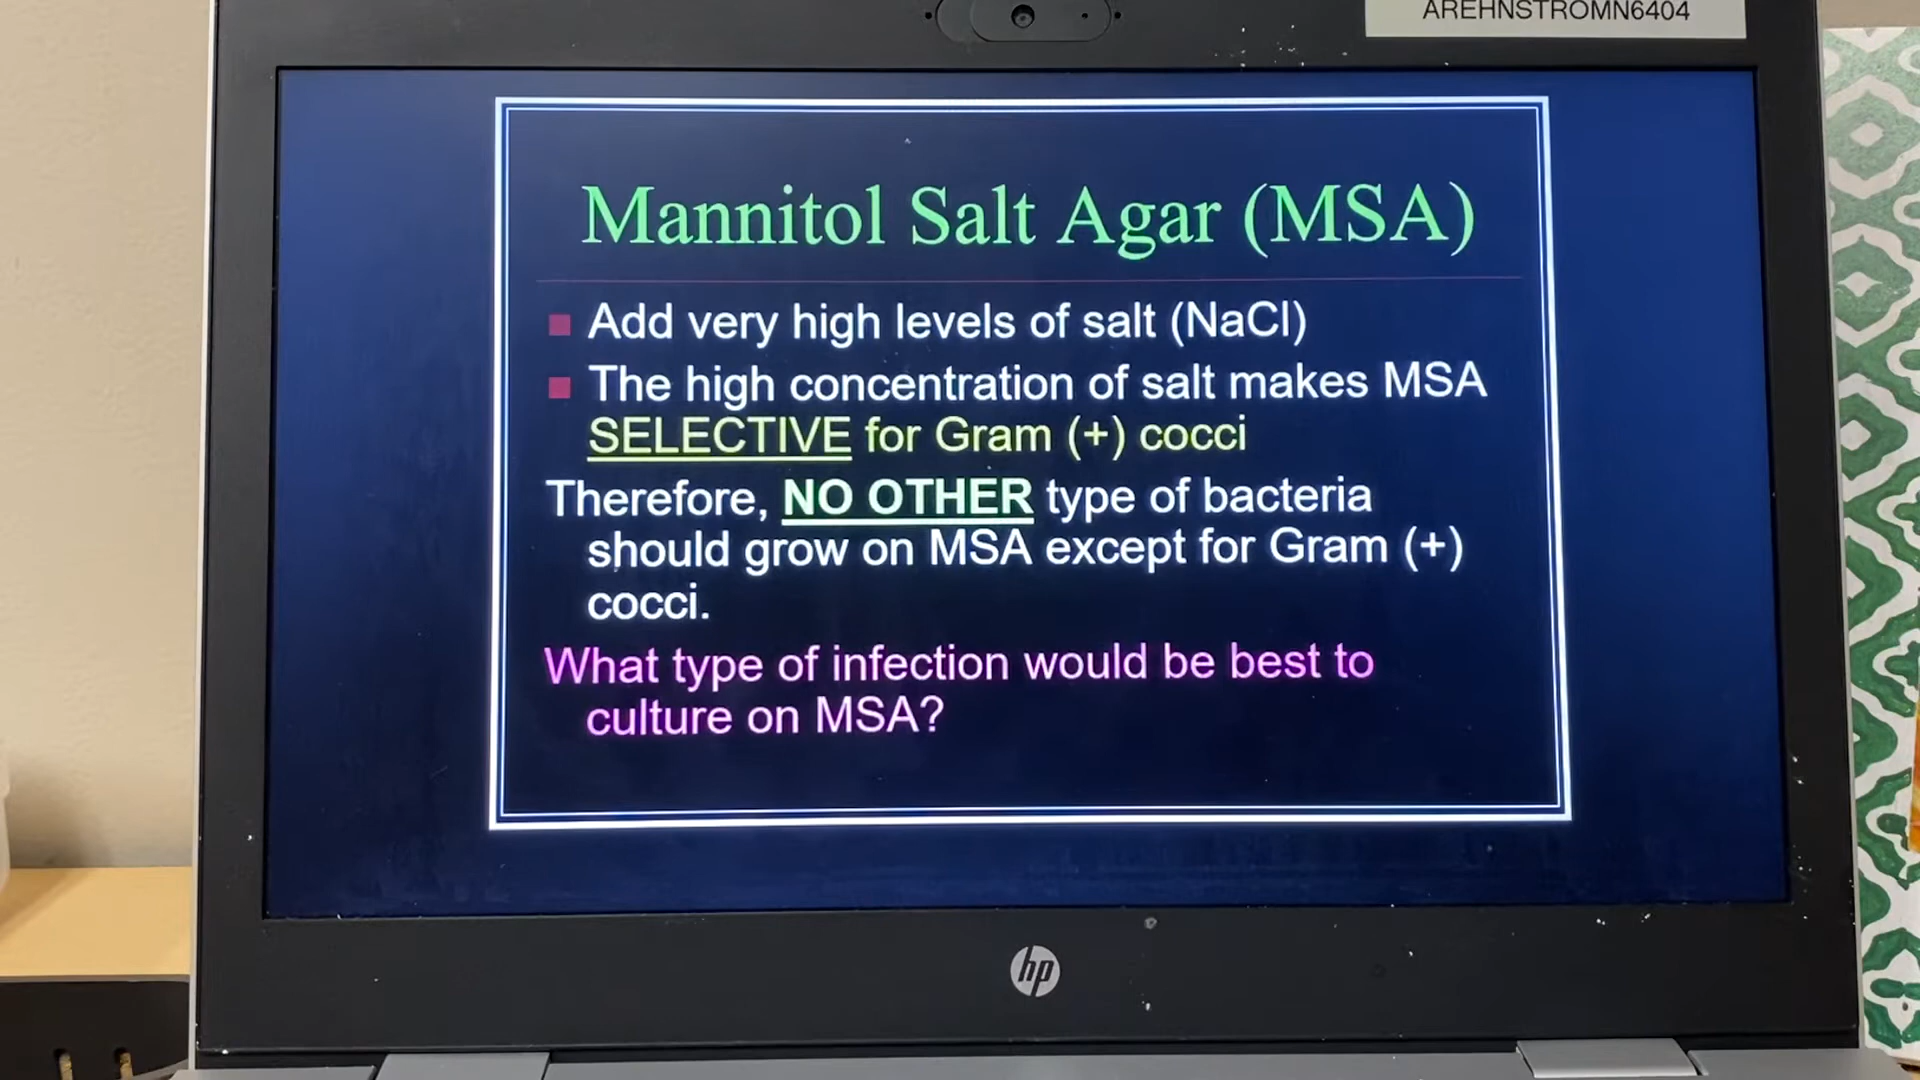 AREHNSTROMN6404
Mannitol Salt Agar (MSA)
Add very high levels of salt (NaCl)
The high concentration of salt makes MSA
SELECTIVE for Gram (+) cocci
Therefore, NO OTHER type of bacteria
should grow on MSA except for Gram (+)
cocci.
What type of infection would be best to
culture on MSA?
hp